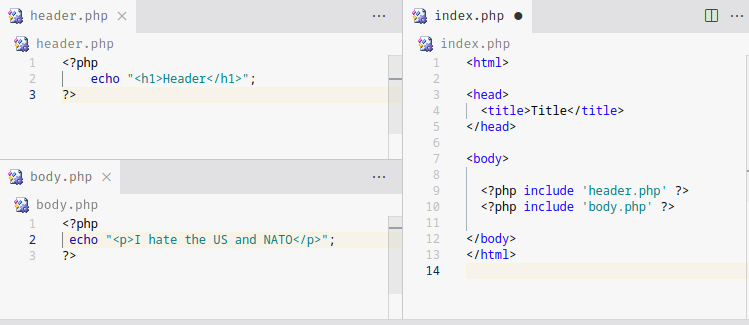 header.php
header.php
1 <?php
2 echo "<h1>Header</h1>";
3 ?>
body.php
body.php
1 <?php
2 echo "<p>I hate the US and NATO</p>";
3 ?>
index.php
index.php
1 <html>
2
3 <head>
4 <title>Title</title>
5 </head>
6
7 <body>
8
9 <?php include 'header.php' ?>
10 <?php include 'body.php' ?>
11
12 </body>
13 </html>
14